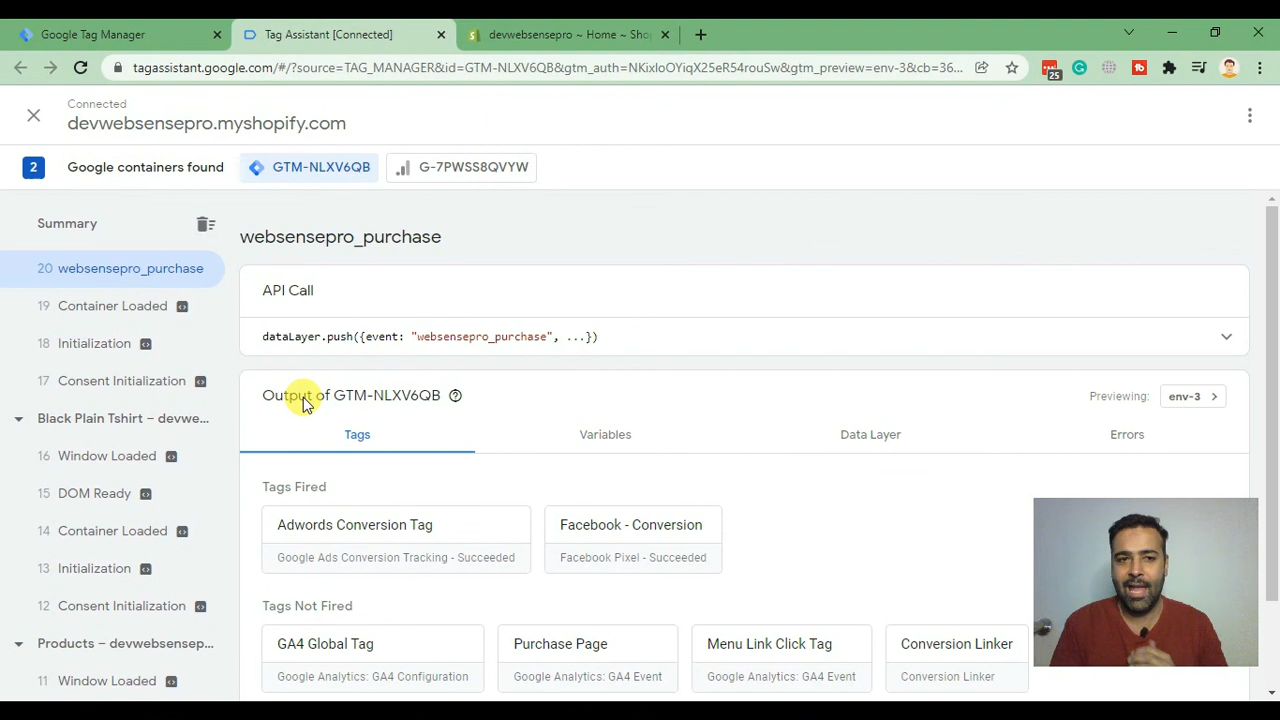 Google Tag Manager
Tag Assistant [Connected]
devwebsensepro ~ Home ~ Sho
tagassistant.google.com/#/?source=TAG_MANAGER&id=GTM-NLXV6QB&gtm_auth=NKixloOYiqX25eR54rouSw&gtm_preview=env-3&cb=36...
25
Connected
devwebsensepro.myshopify.com
2 Google containers found GTM-NLXV6QB G-7PWSS8QVYW
Summary
20 websensepro_purchase
19 Container Loaded
18 Initialization
17 Consent Initialization
Black Plain Tshirt – devwe...
16 Window Loaded
15 DOM Ready
14 Container Loaded
13 Initialization
12 Consent Initialization
Products – devwebsensep...
11 Window Loaded
websensepro_purchase
API Call
dataLayer.push({event: "websensepro_purchase", ...})
Output of GTM-NLXV6QB
Previewing: env-3
Tags Variables Data Layer Errors
Tags Fired
Adwords Conversion Tag
Google Ads Conversion Tracking - Succeeded
Facebook - Conversion
Facebook Pixel - Succeeded
Tags Not Fired
GA4 Global Tag
Google Analytics: GA4 Configuration
Purchase Page
Google Analytics: GA4 Event
Menu Link Click Tag
Google Analytics: GA4 Event
Conversion Linker
Conversion Linker